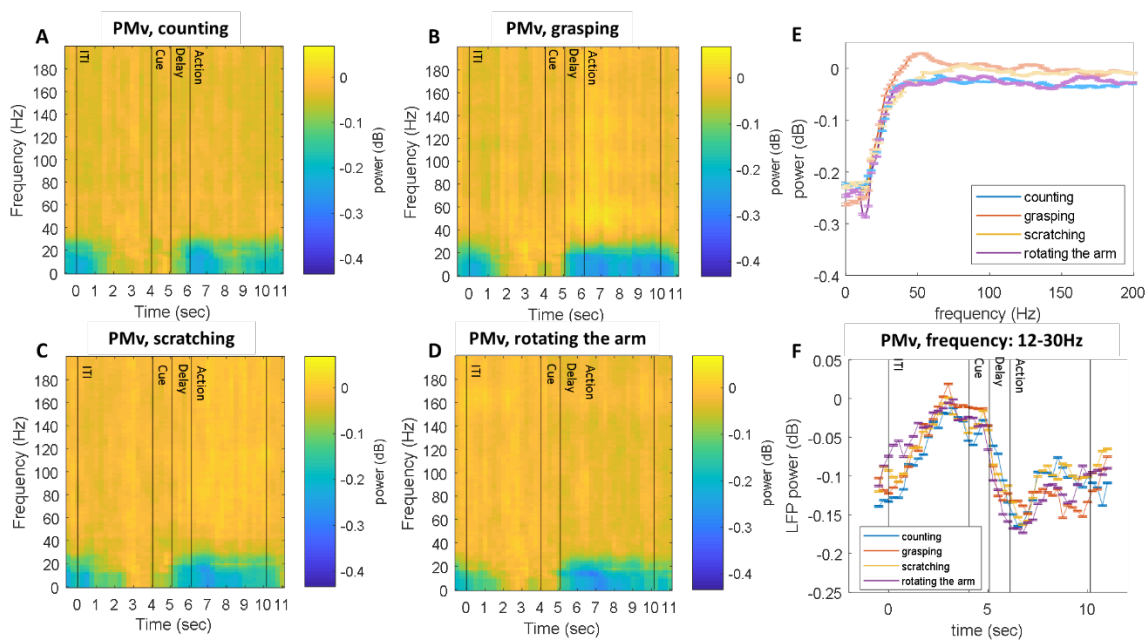 A
PMv, counting
ITI
Cue
Delay
Action
180
160
140
120
100
80
60
40
20
0
Frequency (Hz)
0 1 2 3 4 5 6 7 8 9 10 11
Time (sec)
0
-0.1
-0.2
-0.3
-0.4
power (dB)
B
PMv, grasping
ITI
Cue
Delay
Action
180
160
140
120
100
80
60
40
20
0
Frequency (Hz)
0 1 2 3 4 5 6 7 8 9 10 11
Time (sec)
0
-0.1
-0.2
-0.3
-0.4
power (dB)
E
0
-0.1
-0.2
-0.3
-0.4
power (dB)
counting
grasping
scratching
rotating the arm
0 50 100 150 200
frequency (Hz)
C
PMv, scratching
ITI
Cue
Delay
Action
180
160
140
120
100
80
60
40
20
0
Frequency (Hz)
0 1 2 3 4 5 6 7 8 9 10 11
Time (sec)
0
-0.1
-0.2
-0.3
-0.4
power (dB)
D
PMv, rotating the arm
ITI
Cue
Delay
Action
180
160
140
120
100
80
60
40
20
0
Frequency (Hz)
0 1 2 3 4 5 6 7 8 9 10 11
Time (sec)
0
-0.1
-0.2
-0.3
-0.4
power (dB)
F
PMv, frequency: 12-30Hz
ITI
Cue
Delay
Action
0.05
0
-0.05
-0.1
-0.15
-0.2
-0.25
LFP power (dB)
counting
grasping
scratching
rotating the arm
0 5 10
time (sec)